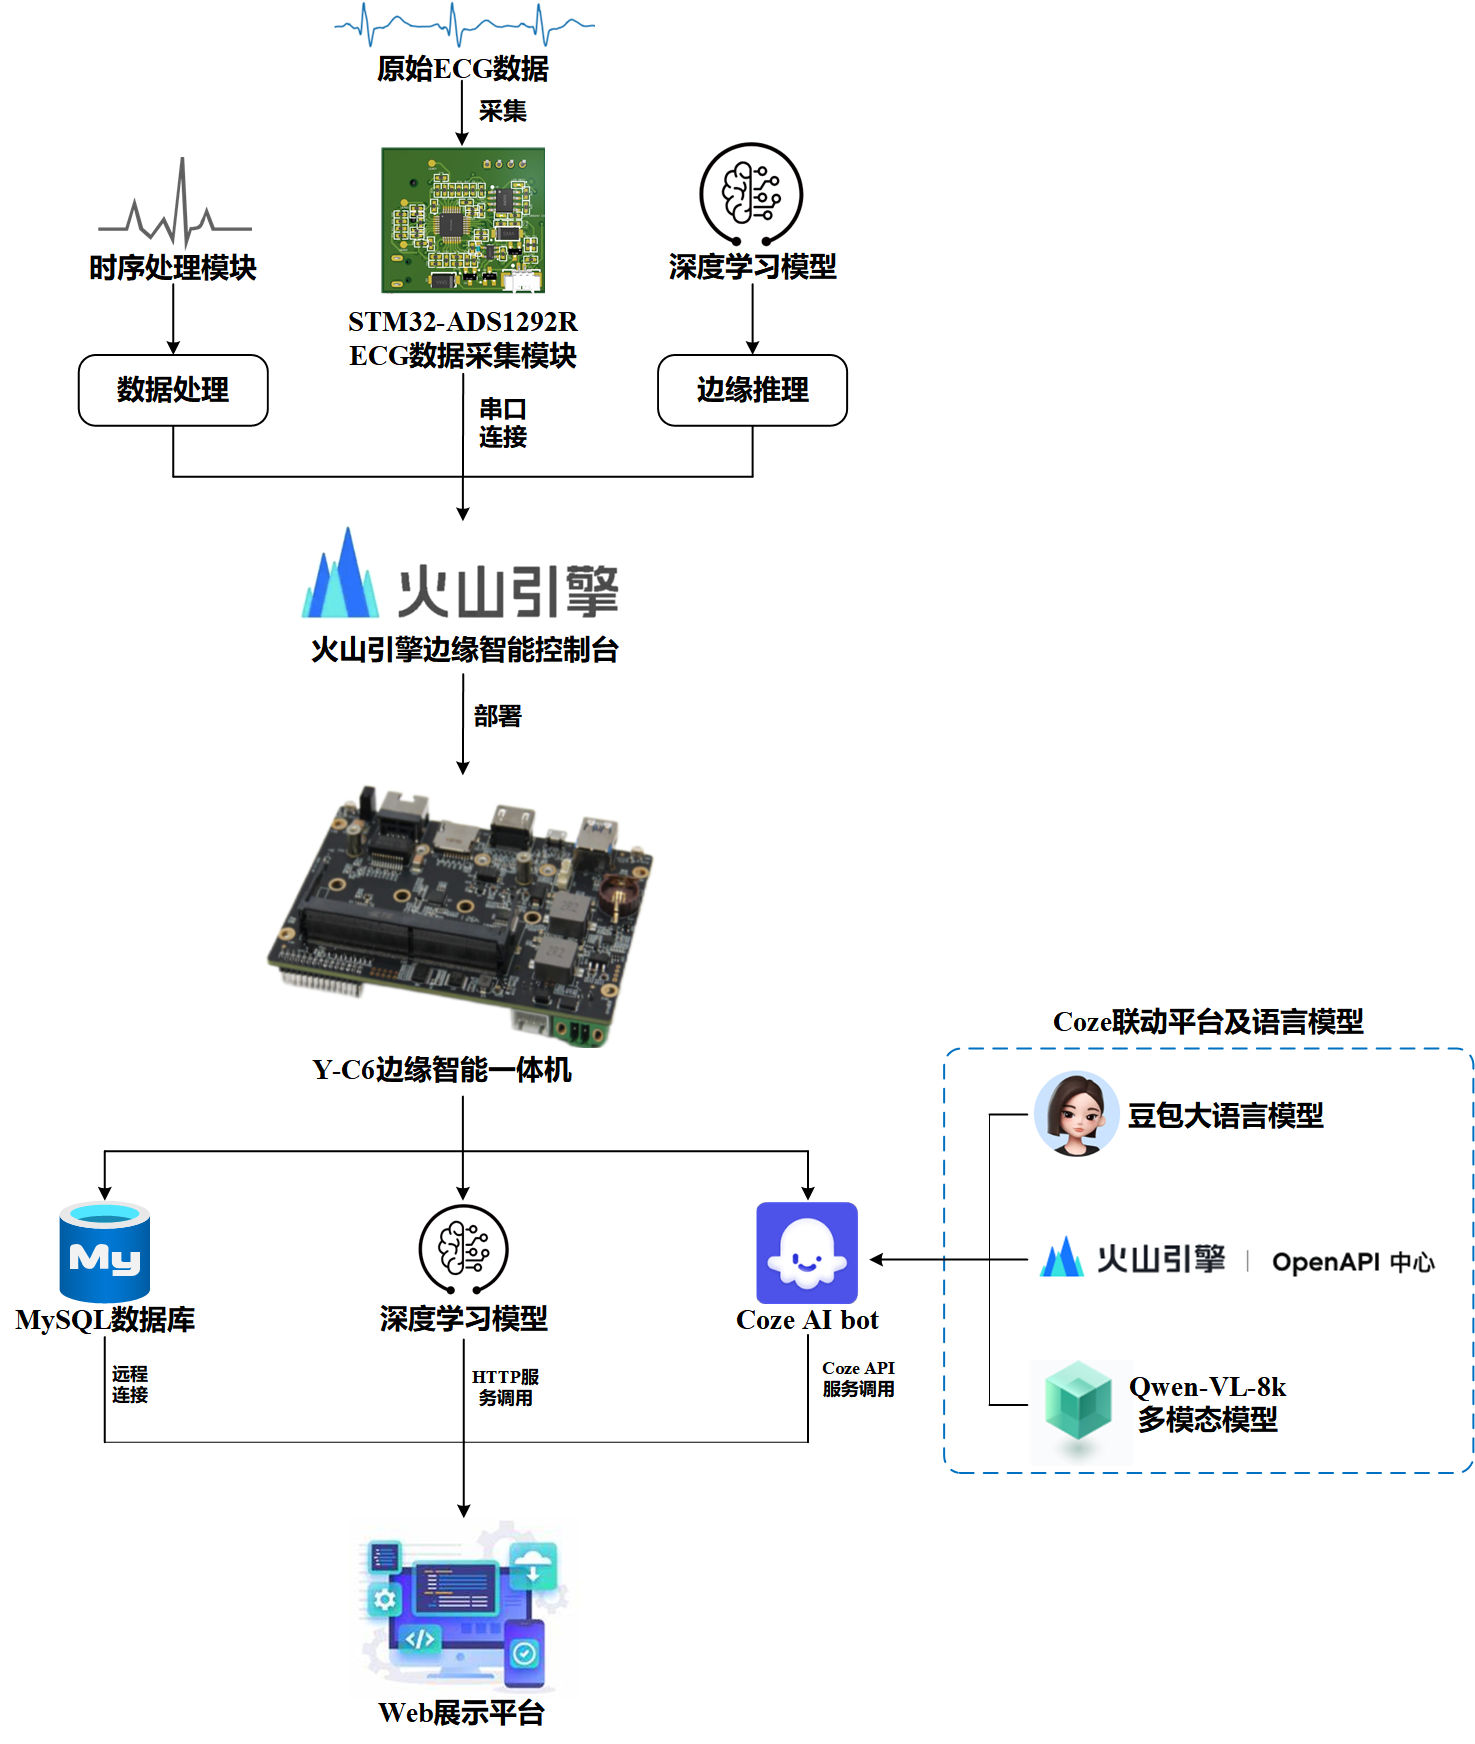 原始ECG数据
采集
时序处理模块
深度学习模型
STM32-ADS1292R
ECG数据采集模块
数据处理
边缘推理
串口
连接
火山引擎
火山引擎边缘智能控制台
部署
Y-C6边缘智能一体机
Coze联动平台及语言模型
豆包大语言模型
火山引擎 | OpenAPI 中心
Qwen-VL-8k
多模态模型
My
MySQL数据库
深度学习模型
Coze AI bot
远程
连接
HTTP服
务调用
Coze API
服务调用
</>
Web展示平台